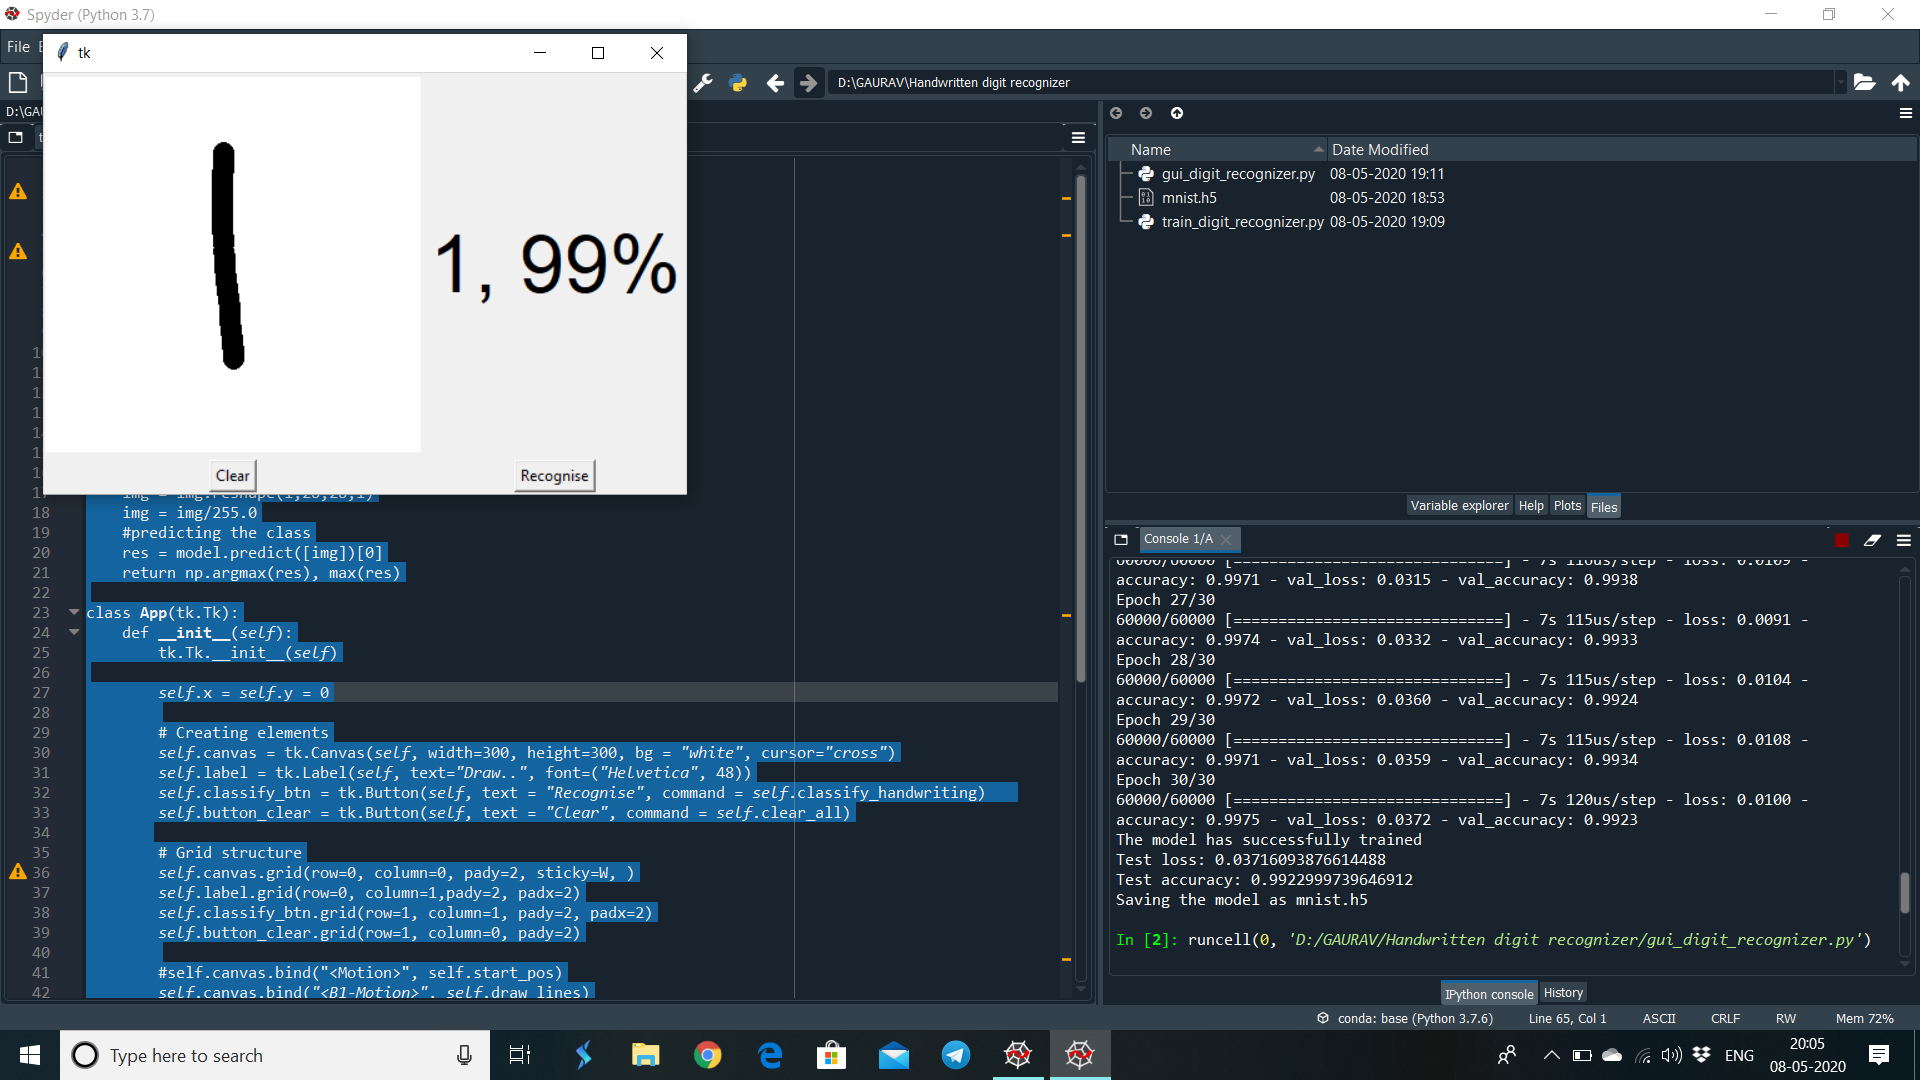 Spyder (Python 3.7)
File
tk
D:\GAURAV\Handwritten digit recognizer
D:\GAU
1, 99%
Clear
Recognise
Name
Date Modified
gui_digit_recognizer.py 08-05-2020 19:11
mnist.h5 08-05-2020 18:53
train_digit_recognizer.py 08-05-2020 19:09
17 img = img.reshape(1,28,28,1)
18 img = img/255.0
19 #predicting the class
20 res = model.predict([img])[0]
21 return np.argmax(res), max(res)
22
23 class App(tk.Tk):
24 def __init__(self):
25 tk.Tk.__init__(self)
26
27 self.x = self.y = 0
28
29 # Creating elements
30 self.canvas = tk.Canvas(self, width=300, height=300, bg = "white", cursor="cross")
31 self.label = tk.Label(self, text="Draw..", font=("Helvetica", 48))
32 self.classify_btn = tk.Button(self, text = "Recognise", command = self.classify_handwriting)
33 self.button_clear = tk.Button(self, text = "Clear", command = self.clear_all)
34
35 # Grid structure
36 self.canvas.grid(row=0, column=0, pady=2, sticky=W, )
37 self.label.grid(row=0, column=1,pady=2, padx=2)
38 self.classify_btn.grid(row=1, column=1, pady=2, padx=2)
39 self.button_clear.grid(row=1, column=0, pady=2)
40
41 #self.canvas.bind("<Motion>", self.start_pos)
42 self.canvas.bind("<B1-Motion>", self.draw_lines)
Variable explorer Help Plots Files
Console 1/A
60000/60000 [==============================] - 7s 116us/step - loss: 0.0109 -
accuracy: 0.9971 - val_loss: 0.0315 - val_accuracy: 0.9938
Epoch 27/30
60000/60000 [==============================] - 7s 115us/step - loss: 0.0091 -
accuracy: 0.9974 - val_loss: 0.0332 - val_accuracy: 0.9933
Epoch 28/30
60000/60000 [==============================] - 7s 115us/step - loss: 0.0104 -
accuracy: 0.9972 - val_loss: 0.0360 - val_accuracy: 0.9924
Epoch 29/30
60000/60000 [==============================] - 7s 115us/step - loss: 0.0108 -
accuracy: 0.9971 - val_loss: 0.0359 - val_accuracy: 0.9934
Epoch 30/30
60000/60000 [==============================] - 7s 120us/step - loss: 0.0100 -
accuracy: 0.9975 - val_loss: 0.0372 - val_accuracy: 0.9923
The model has successfully trained
Test loss: 0.03716093876614488
Test accuracy: 0.9922999739646912
Saving the model as mnist.h5
In [2]: runcell(0, 'D:/GAURAV/Handwritten digit recognizer/gui_digit_recognizer.py')
IPython console History
conda: base (Python 3.7.6) Line 65, Col 1 ASCII CRLF RW Mem 72%
Type here to search
ENG
20:05
08-05-2020